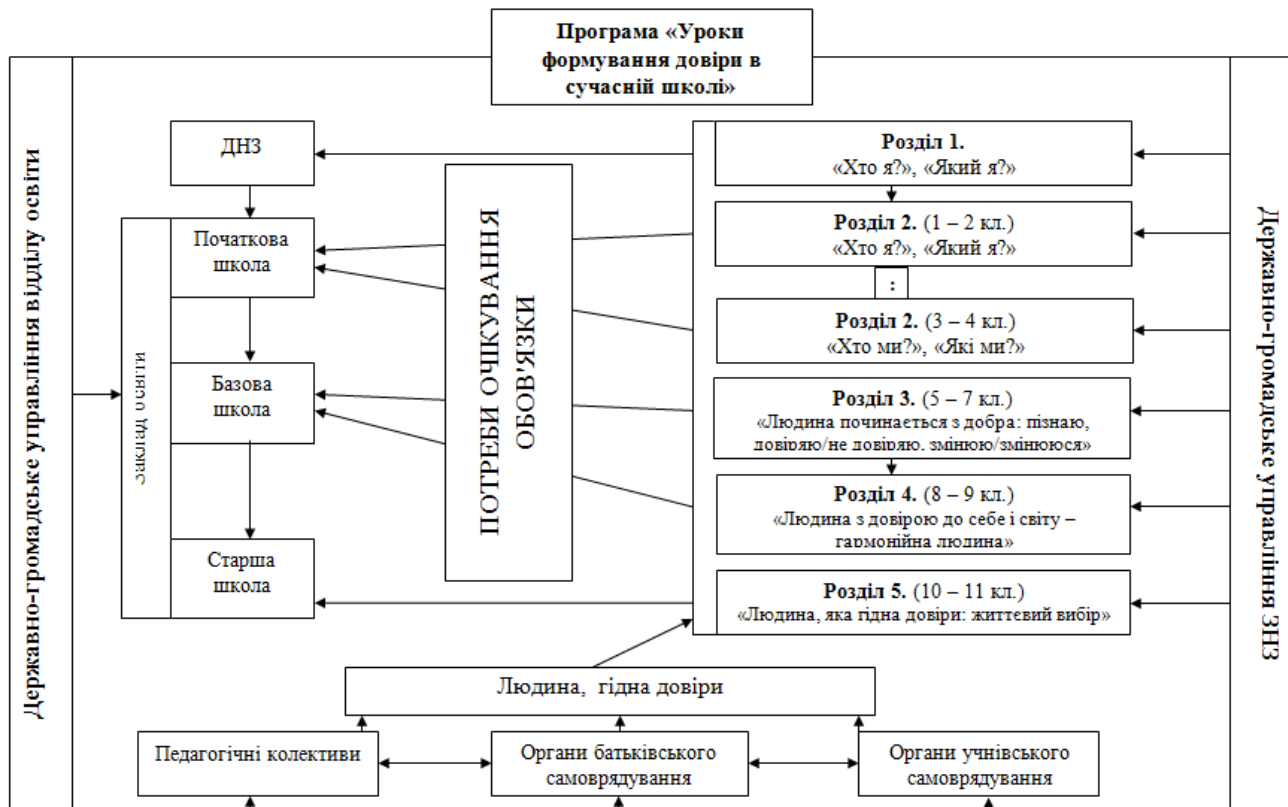 Програма «Уроки
формування довіри в
сучасній школі»
Державно-громадське управління відділу освіти
ДНЗ
Заклад освіти
Початкова
школа
Базова
школа
Старша
школа
ПОТРЕБИ ОЧІКУВАННЯ
ОБОВ'ЯЗКИ
Розділ 1.
«Хто я?», «Який я?»
Розділ 2. (1 – 2 кл.)
«Хто я?», «Який я?»
:
Розділ 2. (3 – 4 кл.)
«Хто ми?», «Які ми?»
Розділ 3. (5 – 7 кл.)
«Людина починається з добра: пізнаю,
довіряю/не довіряю, змінюю/змінююся»
Розділ 4. (8 – 9 кл.)
«Людина з довірою до себе і світу –
гармонійна людина»
Розділ 5. (10 – 11 кл.)
«Людина, яка гідна довіри: життєвий вибір»
Державно-громадське управління ЗНЗ
Людина, гідна довіри
Педагогічні колективи
Органи батьківського
самоврядування
Органи учнівського
самоврядування